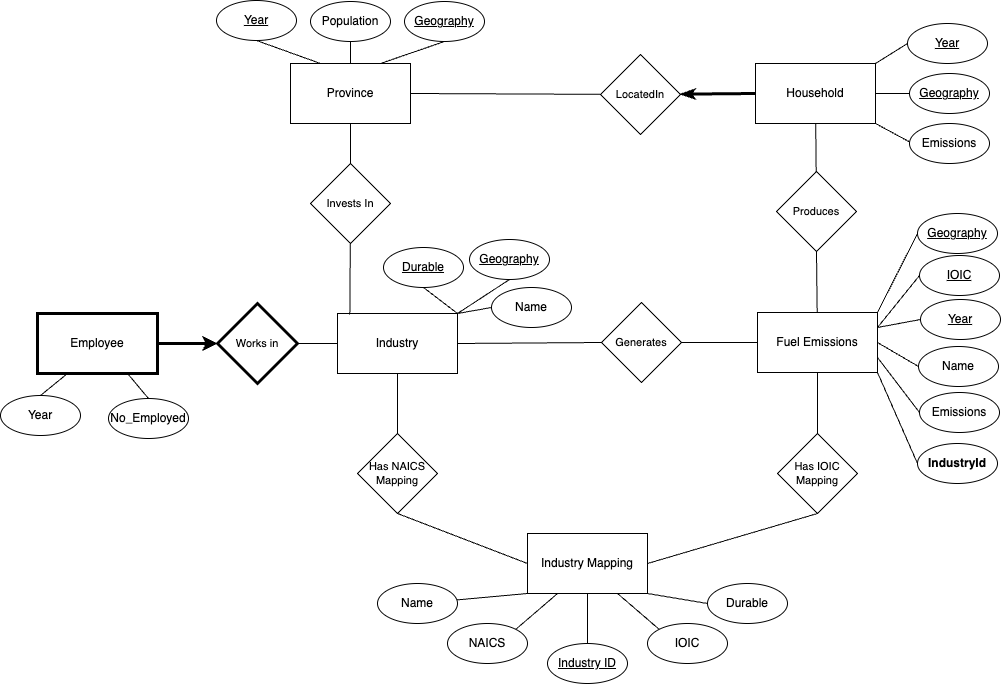 Year
Population
Geography
Province
LocatedIn
Household
Year
Geography
Emissions
Invests In
Produces
Durable
Geography
Name
Geography
IOIC
Year
Name
Emissions
IndustryId
Employee
Works in
Industry
Generates
Fuel Emissions
Year
No_Employed
Has NAICS
Mapping
Has IOIC
Mapping
Industry Mapping
Name
NAICS
Industry ID
IOIC
Durable